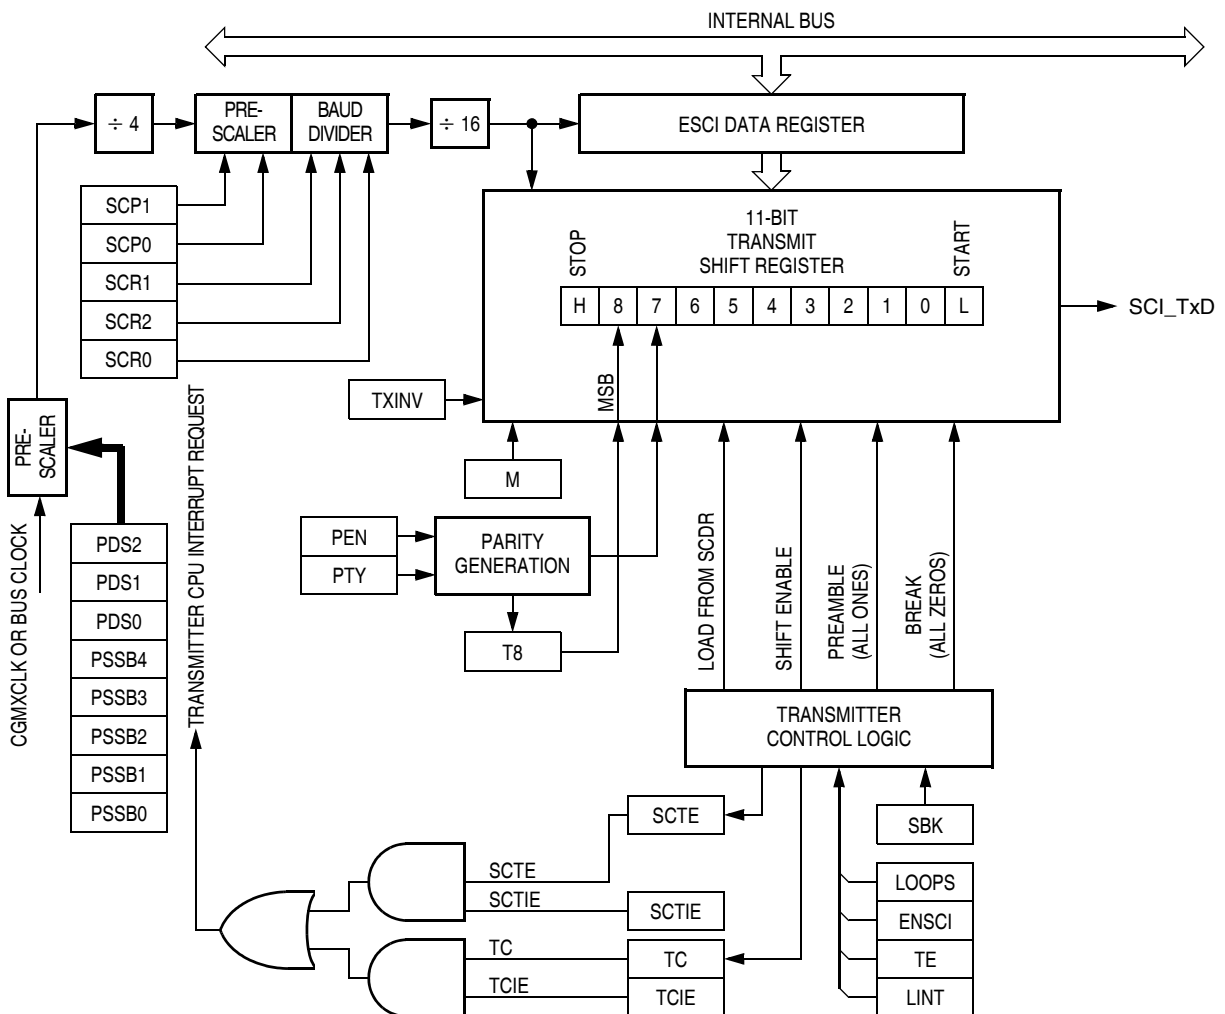 INTERNAL BUS
÷ 4
PRE-
SCALER
BAUD
DIVIDER
÷ 16
ESCI DATA REGISTER
SCP1
SCP0
SCR1
SCR2
SCR0
11-BIT
TRANSMIT
SHIFT REGISTER
STOP
START
H 8 7 6 5 4 3 2 1 0 L
SCI_TxD
MSB
TXINV
M
PRE-
SCALER
CGMXCLK OR BUS CLOCK
TRANSMITTER CPU INTERRUPT REQUEST
PDS2
PDS1
PDS0
PSSB4
PSSB3
PSSB2
PSSB1
PSSB0
PEN
PTY
PARITY
GENERATION
T8
LOAD FROM SCDR
SHIFT ENABLE
PREAMBLE
(ALL ONES)
BREAK
(ALL ZEROS)
TRANSMITTER
CONTROL LOGIC
SCTE
SBK
SCTE
SCTIE
SCTIE
TC
TC
TCIE
TCIE
LOOPS
ENSCI
TE
LINT